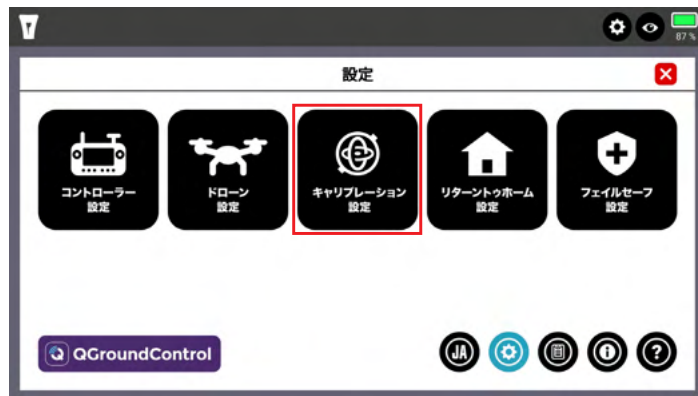 87 %
設定
コントローラー
設定
ドローン
設定
キャリブレーション
設定
リターントゥホーム
設定
フェイルセーフ
設定
QGroundControl
JA